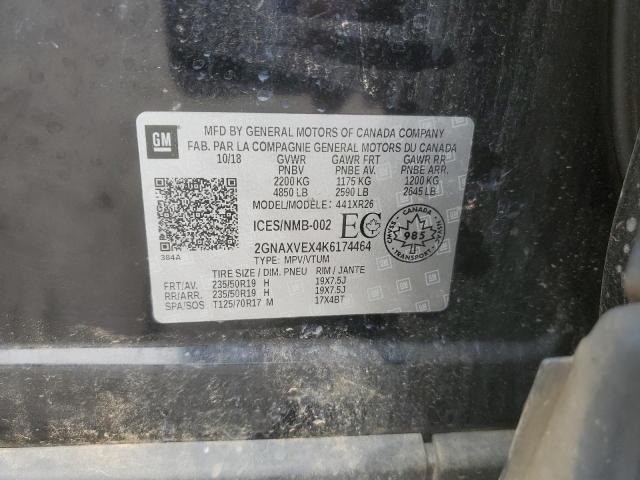 GM
MFD BY GENERAL MOTORS OF CANADA COMPANY
FAB. PAR LA COMPAGNIE GENERAL MOTORS DU CANADA
10/18 GVWR GAWR FRT GAWR RR
PNBV PNBE AV. PNBE ARR.
2200 KG 1175 KG 1200 KG
4850 LB 2590 LB 2645 LB
MODEL/MODÈLE: 441XR26
ICES/NMB-002 EC
CMVSS NSVAC
985
TRANSPORT
384A
2GNAXVEX4K6174464
TYPE: MPV/VTUM
TIRE SIZE / DIM. PNEU RIM / JANTE
FRT/AV. 235/50R19 H 19X7.5J
RR/ARR. 235/50R19 H 19X7.5J
SPA/SOS T125/70R17 M 17X4BT